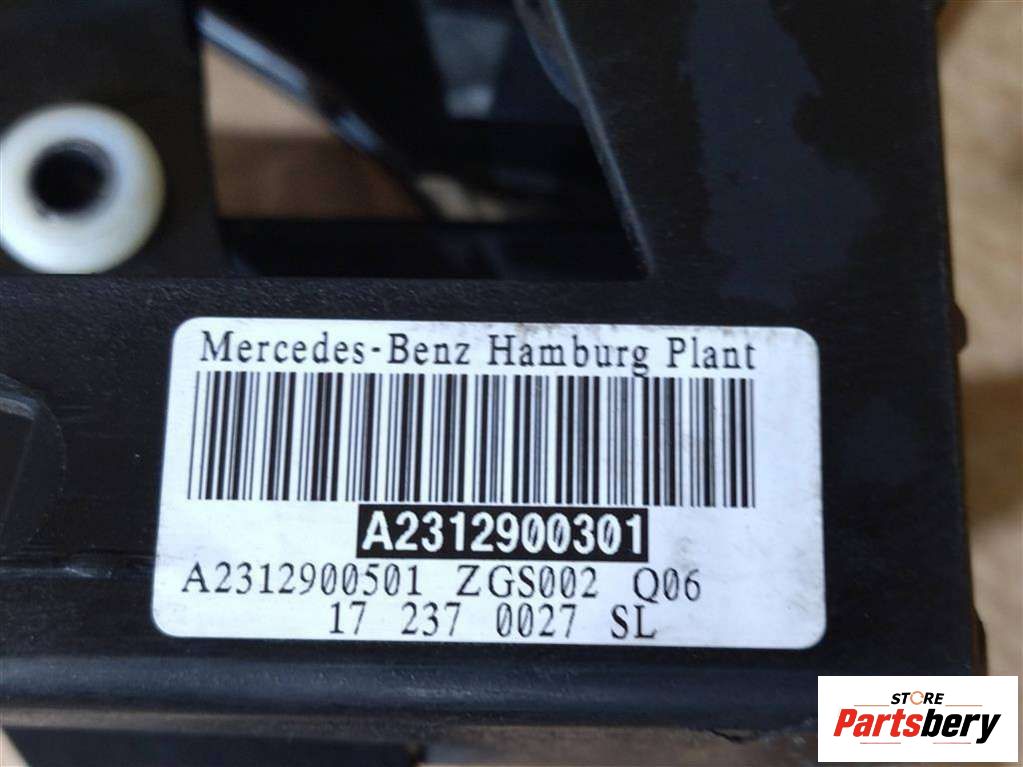 Mercedes-Benz Hamburg Plant
A2312900301
A2312900501 ZGS002 Q06
17 237 0027 SL
STORE
Partsbery